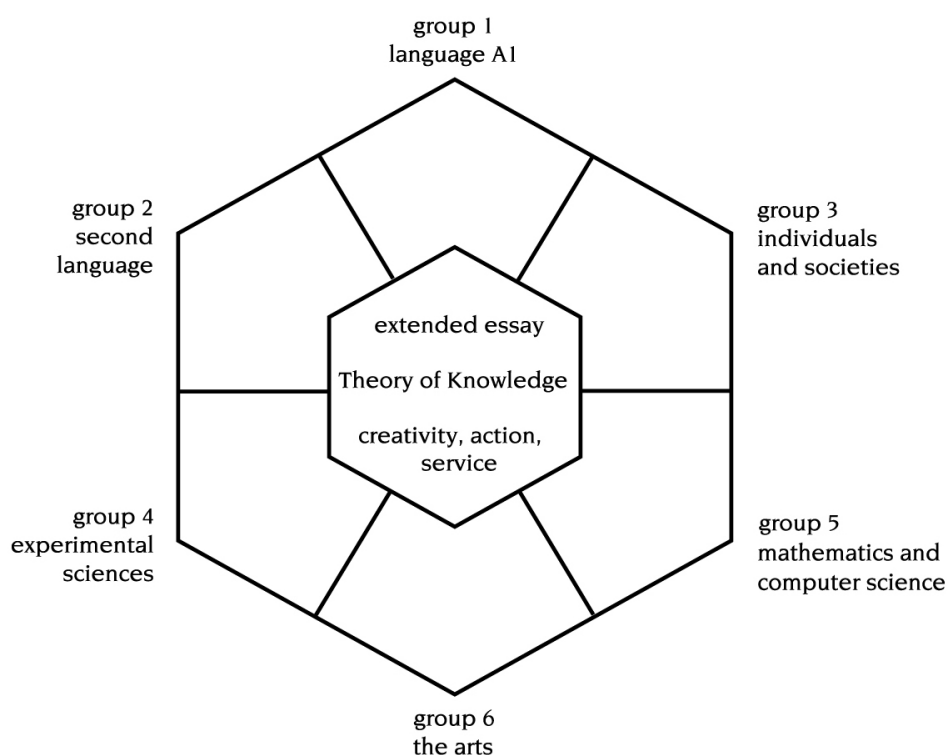 group 1
language A1
group 2
second
language
group 3
individuals
and societies
extended essay
Theory of Knowledge
creativity, action,
service
group 4
experimental
sciences
group 5
mathematics and
computer science
group 6
the arts